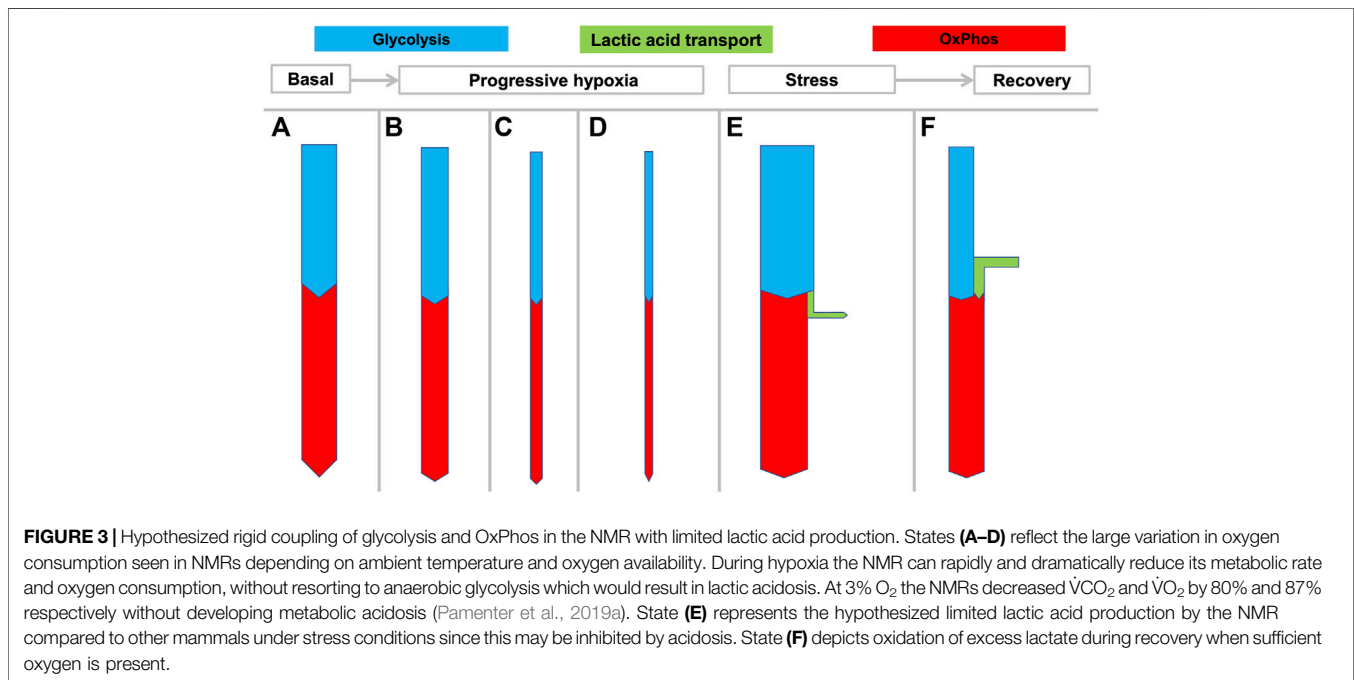 Glycolysis Lactic acid transport OxPhos
Basal Progressive hypoxia Stress Recovery
A B C D E F
FIGURE 3 | Hypothesized rigid coupling of glycolysis and OxPhos in the NMR with limited lactic acid production. States (A–D) reflect the large variation in oxygen
consumption seen in NMRs depending on ambient temperature and oxygen availability. During hypoxia the NMR can rapidly and dramatically reduce its metabolic rate
and oxygen consumption, without resorting to anaerobic glycolysis which would result in lactic acidosis. At 3% O₂ the NMRs decreased V̇CO₂ and V̇O₂ by 80% and 87%
respectively without developing metabolic acidosis (Pamenter et al., 2019a). State (E) represents the hypothesized limited lactic acid production by the NMR
compared to other mammals under stress conditions since this may be inhibited by acidosis. State (F) depicts oxidation of excess lactate during recovery when sufficient
oxygen is present.